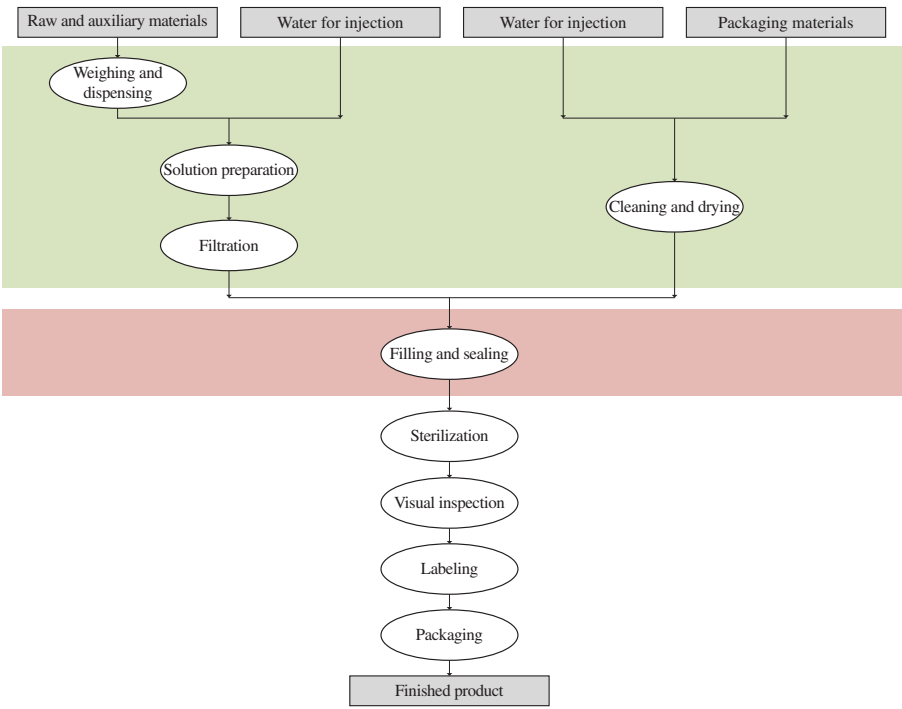 Raw and auxiliary materials
Water for injection
Water for injection
Packaging materials
Weighing and
dispensing
Solution preparation
Cleaning and drying
Filtration
Filling and sealing
Sterilization
Visual inspection
Labeling
Packaging
Finished product